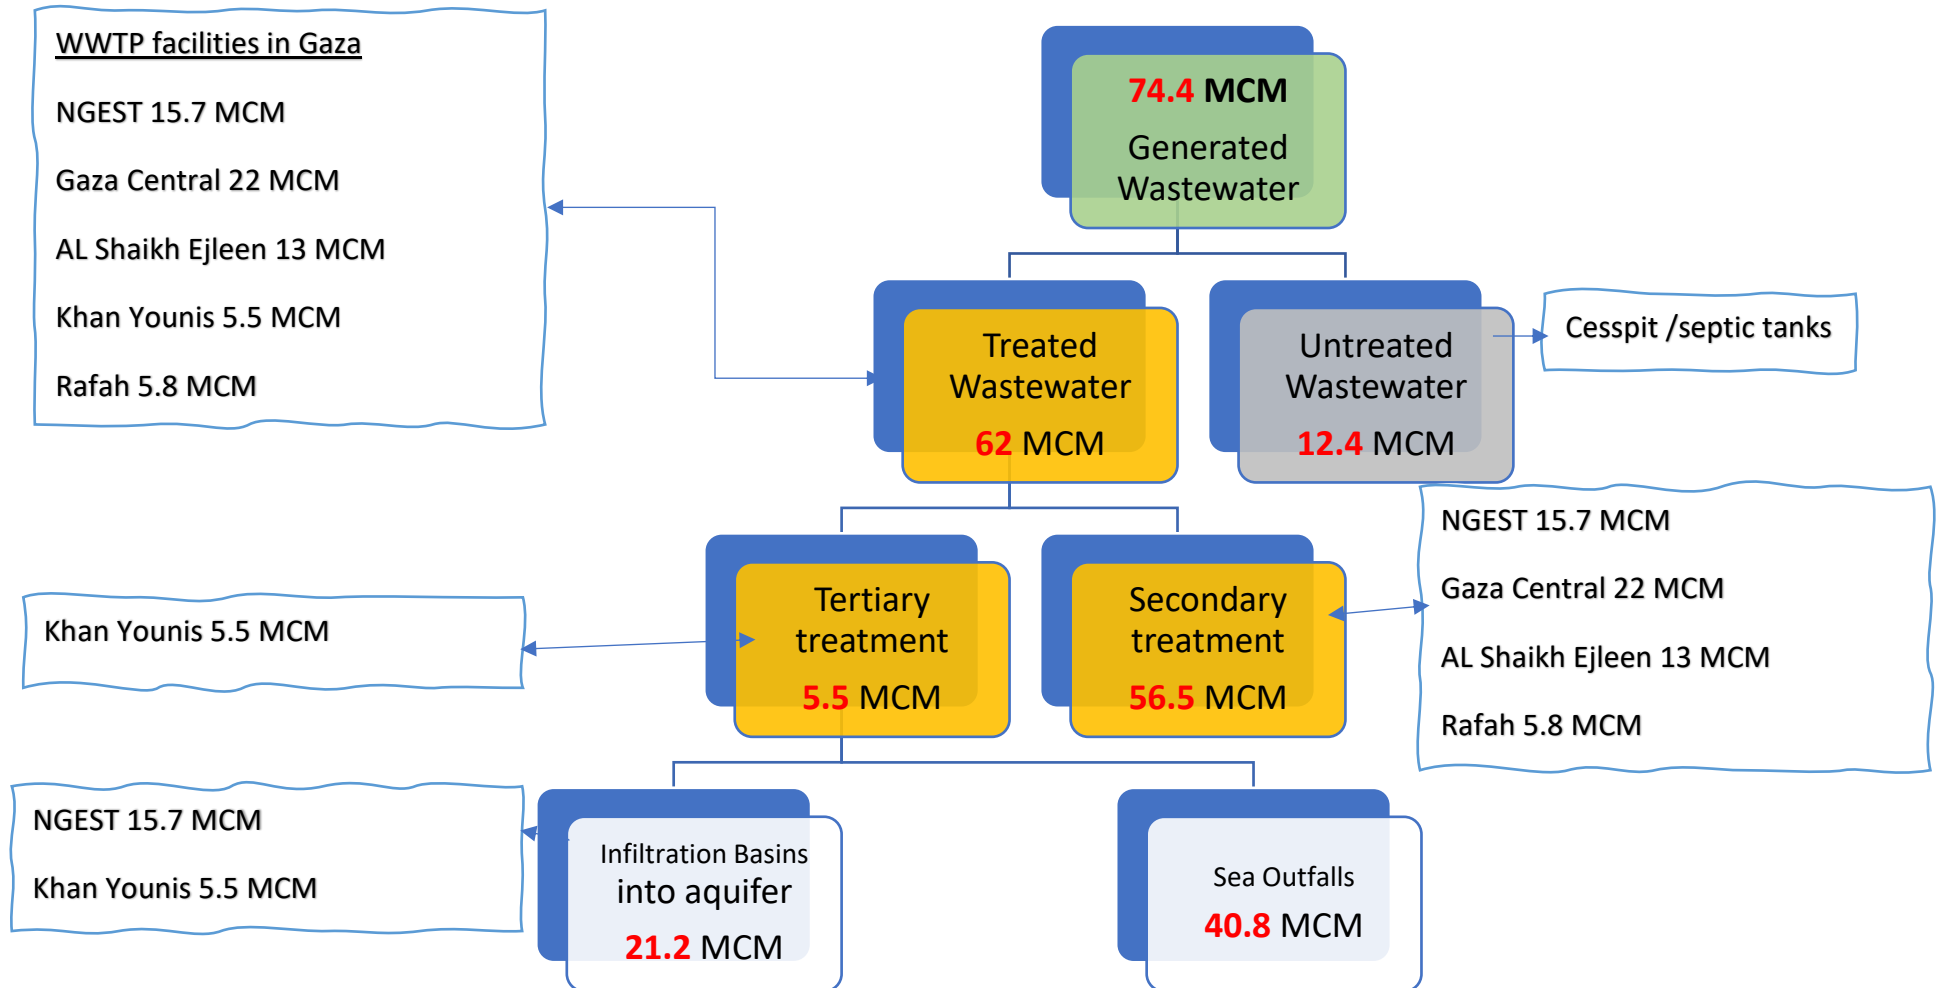 WWTP facilities in Gaza
NGEST 15.7 MCM
Gaza Central 22 MCM
AL Shaikh Ejleen 13 MCM
Khan Younis 5.5 MCM
Rafah 5.8 MCM
74.4 MCM
Generated
Wastewater
Treated
Wastewater
62 MCM
Untreated
Wastewater
12.4 MCM
Cesspit /septic tanks
Khan Younis 5.5 MCM
Tertiary
treatment
5.5 MCM
Secondary
treatment
56.5 MCM
NGEST 15.7 MCM
Gaza Central 22 MCM
AL Shaikh Ejleen 13 MCM
Rafah 5.8 MCM
NGEST 15.7 MCM
Khan Younis 5.5 MCM
Infiltration Basins
into aquifer
21.2 MCM
Sea Outfalls
40.8 MCM